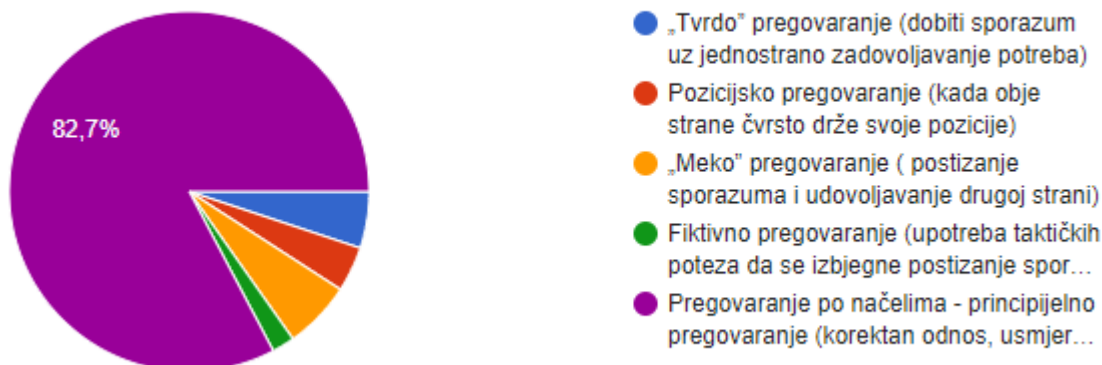 82,7%
„Tvrdo” pregovaranje (dobiti sporazum
uz jednostrano zadovoljavanje potreba)
Pozicijsko pregovaranje (kada obje
strane čvrsto drže svoje pozicije)
„Meko” pregovaranje ( postizanje
sporazuma i udovoljavanje drugoj strani)
Fiktivno pregovaranje (upotreba taktičkih
poteza da se izbjegne postizanje spor…
Pregovaranje po načelima - principijelno
pregovaranje (korektan odnos, usmjer…